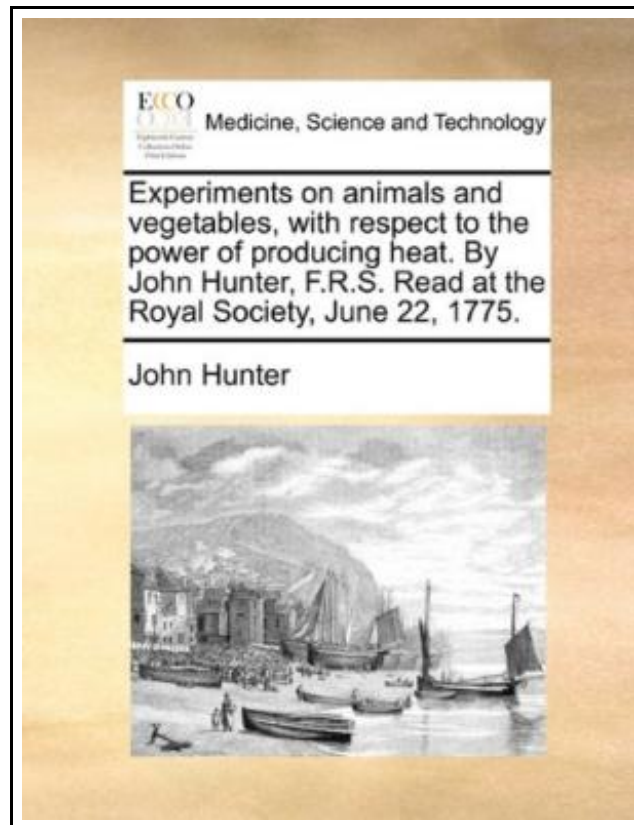 ECCO
Medicine, Science and Technology
Experiments on animals and
vegetables, with respect to the
power of producing heat. By
John Hunter, F.R.S. Read at the
Royal Society, June 22, 1775.
John Hunter